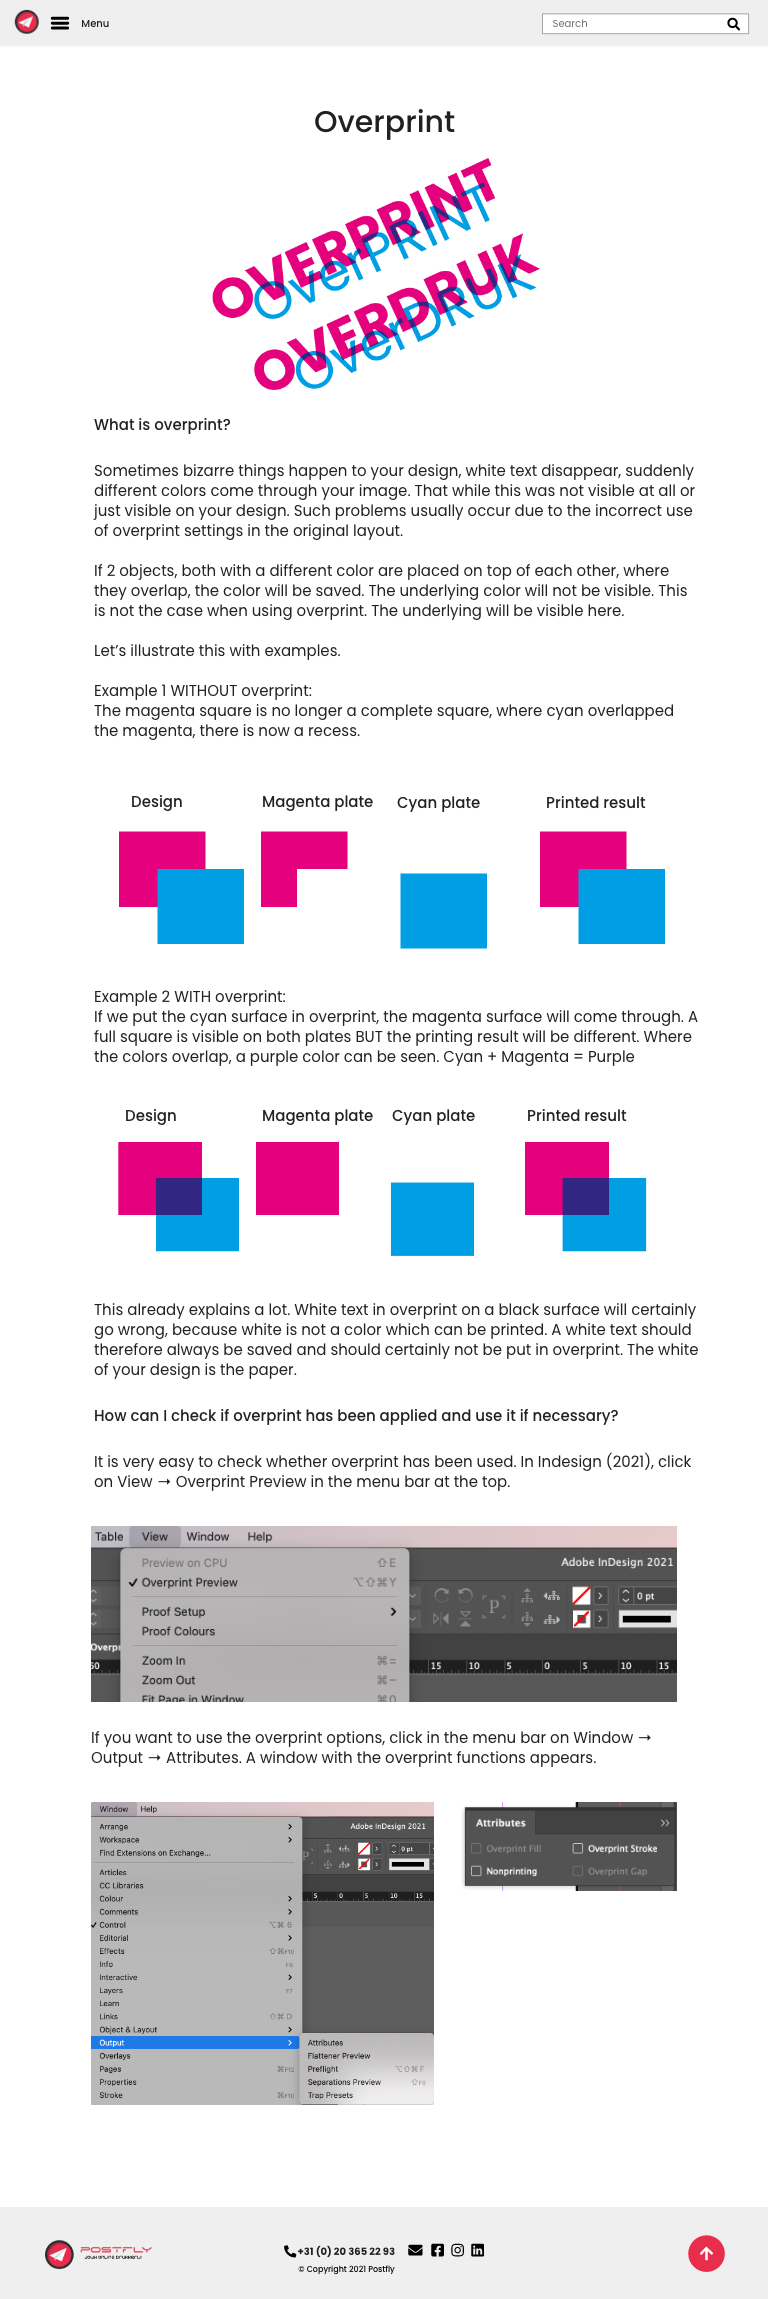 Menu
Search
Overprint
OVERPRINT
OverPRINT
OVERDRUK
OverDRUK
What is overprint?
Sometimes bizarre things happen to your design, white text disappear, suddenly
different colors come through your image. That while this was not visible at all or
just visible on your design. Such problems usually occur due to the incorrect use
of overprint settings in the original layout.
If 2 objects, both with a different color are placed on top of each other, where
they overlap, the color will be saved. The underlying color will not be visible. This
is not the case when using overprint. The underlying will be visible here.
Let's illustrate this with examples.
Example 1 WITHOUT overprint:
The magenta square is no longer a complete square, where cyan overlapped
the magenta, there is now a recess.
Design Magenta plate Cyan plate Printed result
Example 2 WITH overprint:
If we put the cyan surface in overprint, the magenta surface will come through. A
full square is visible on both plates BUT the printing result will be different. Where
the colors overlap, a purple color can be seen. Cyan + Magenta = Purple
Design Magenta plate Cyan plate Printed result
This already explains a lot. White text in overprint on a black surface will certainly
go wrong, because white is not a color which can be printed. A white text should
therefore always be saved and should certainly not be put in overprint. The white
of your design is the paper.
How can I check if overprint has been applied and use it if necessary?
It is very easy to check whether overprint has been used. In Indesign (2021), click
on View → Overprint Preview in the menu bar at the top.
Table View Window Help
Preview on CPU ⇧E
Adobe InDesign 2021
✓ Overprint Preview ⌥⇧⌘Y
Proof Setup
0 pt
Proof Colours
Zoom In ⌘=
15 10 5 0 5 10 15
Zoom Out ⌘−
Fit Page in Window ⌘0
If you want to use the overprint options, click in the menu bar on Window →
Output → Attributes. A window with the overprint functions appears.
Window Help
Arrange
Adobe InDesign 2021
Workspace
Find Extensions on Exchange...
0 pt
Articles
CC Libraries
Colour
5 0 5 10 15
Comments
✓ Control ⌥⌘6
Editorial
Effects ⇧⌘F10
Info F8
Interactive
Layers F7
Learn
Links ⇧⌘D
Object & Layout
Output
Overlays
Pages ⌘F12
Properties
Stroke ⌘F10
Attributes
Flattener Preview
Preflight ⌥⇧⌘F
Separations Preview ⇧F6
Trap Presets
Attributes
Overprint Fill Overprint Stroke
Nonprinting Overprint Gap
POSTFLY
JOUW ONLINE DRUKKERIJ!
+31 (0) 20 365 22 93
© Copyright 2021 Postfly